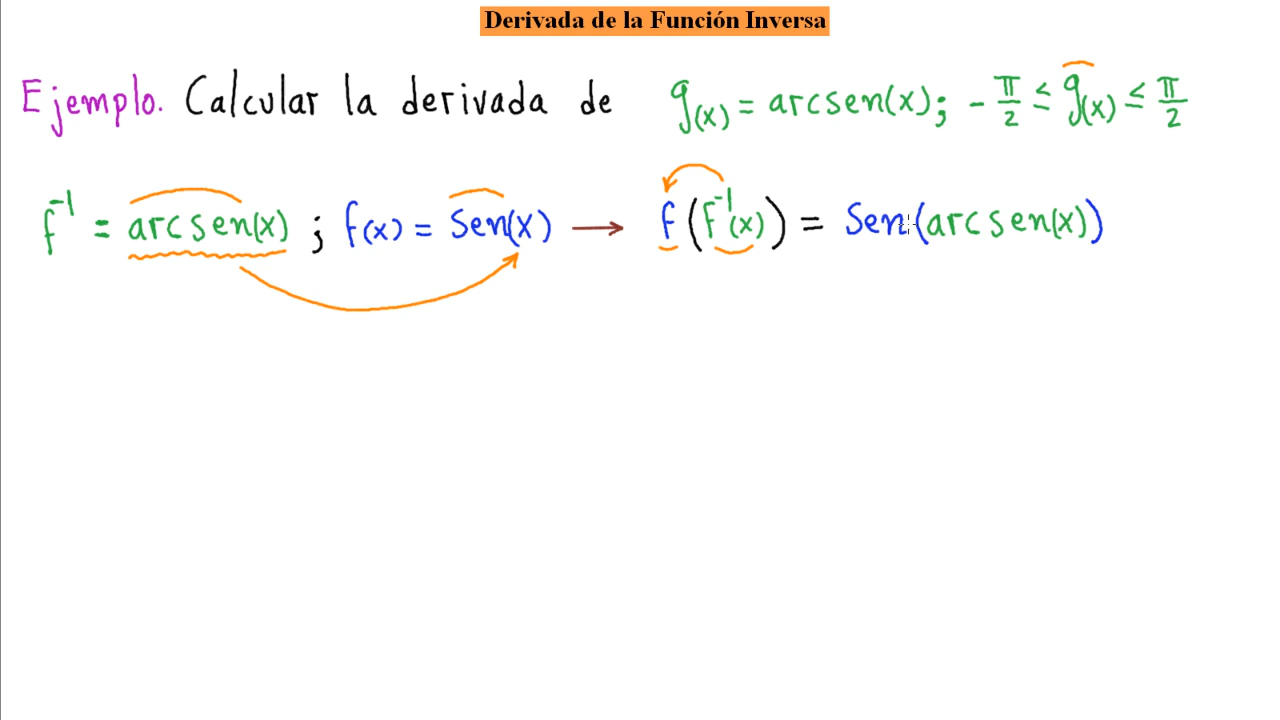 Derivada de la Función Inversa
Ejemplo. Calcular la derivada de g(x) = arcsen(x); -π/2 ≤ g(x) ≤ π/2
f⁻¹ = arcsen(x) ; f(x) = Sen(x) → f(f⁻¹(x)) = Sen(arcsen(x))